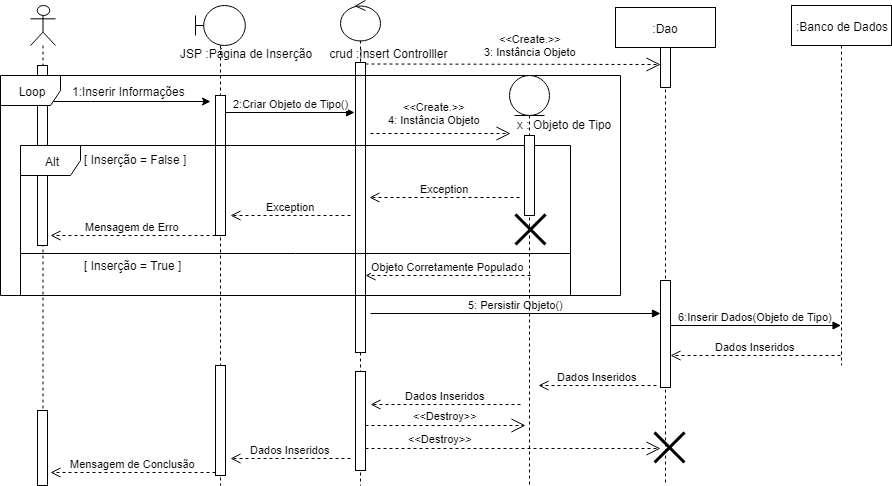 :Dao
:Banco de Dados
JSP :Página de Inserção
crud :Insert Controlller
<<Create.>>
3: Instância Objeto
Loop
1:Inserir Informações
2:Criar Objeto de Tipo()
<<Create.>>
4: Instância Objeto
x : Objeto de Tipo
Alt
[ Inserção = False ]
Exception
Exception
Mensagem de Erro
[ Inserção = True ]
Objeto Corretamente Populado
5: Persistir Objeto()
6:Inserir Dados(Objeto de Tipo)
Dados Inseridos
Dados Inseridos
Dados Inseridos
<<Destroy>>
<<Destroy>>
Dados Inseridos
Mensagem de Conclusão